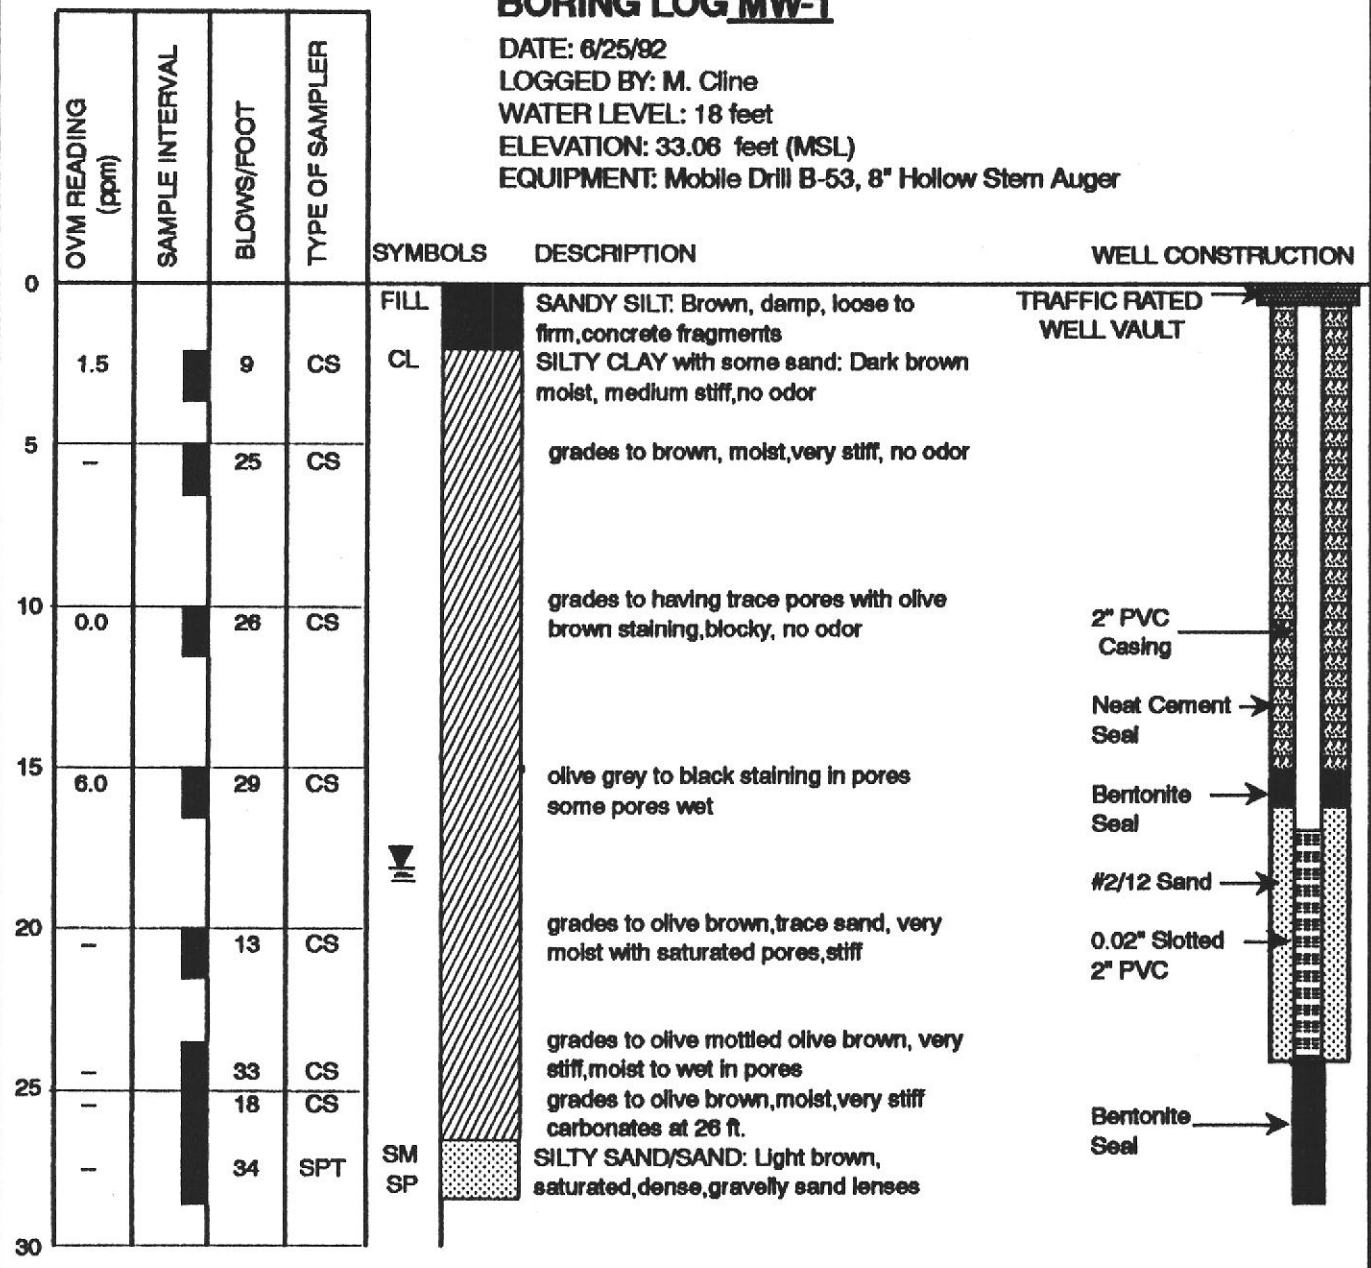 BORING LOG MW-1
DATE: 6/25/92
LOGGED BY: M. Cline
WATER LEVEL: 18 feet
ELEVATION: 33.06 feet (MSL)
EQUIPMENT: Mobile Drill B-53, 8" Hollow Stem Auger
OVM READING
(ppm)
SAMPLE INTERVAL
BLOWS/FOOT
TYPE OF SAMPLER
SYMBOLS
DESCRIPTION
WELL CONSTRUCTION
0
FILL
SANDY SILT: Brown, damp, loose to
firm,concrete fragments
TRAFFIC RATED
WELL VAULT
1.5
9
CS
CL
SILTY CLAY with some sand: Dark brown
moist, medium stiff,no odor
5
–
25
CS
grades to brown, moist,very stiff, no odor
10
0.0
26
CS
grades to having trace pores with olive
brown staining,blocky, no odor
2" PVC
Casing
Neat Cement
Seal
15
6.0
29
CS
olive grey to black staining in pores
some pores wet
Bentonite
Seal
#2/12 Sand
20
–
13
CS
grades to olive brown,trace sand, very
moist with saturated pores,stiff
0.02" Slotted
2" PVC
–
33
CS
grades to olive mottled olive brown, very
stiff,moist to wet in pores
25
–
18
CS
grades to olive brown,moist,very stiff
carbonates at 26 ft.
Bentonite
Seal
–
34
SPT
SM
SP
SILTY SAND/SAND: Light brown,
saturated,dense,gravelly sand lenses
30